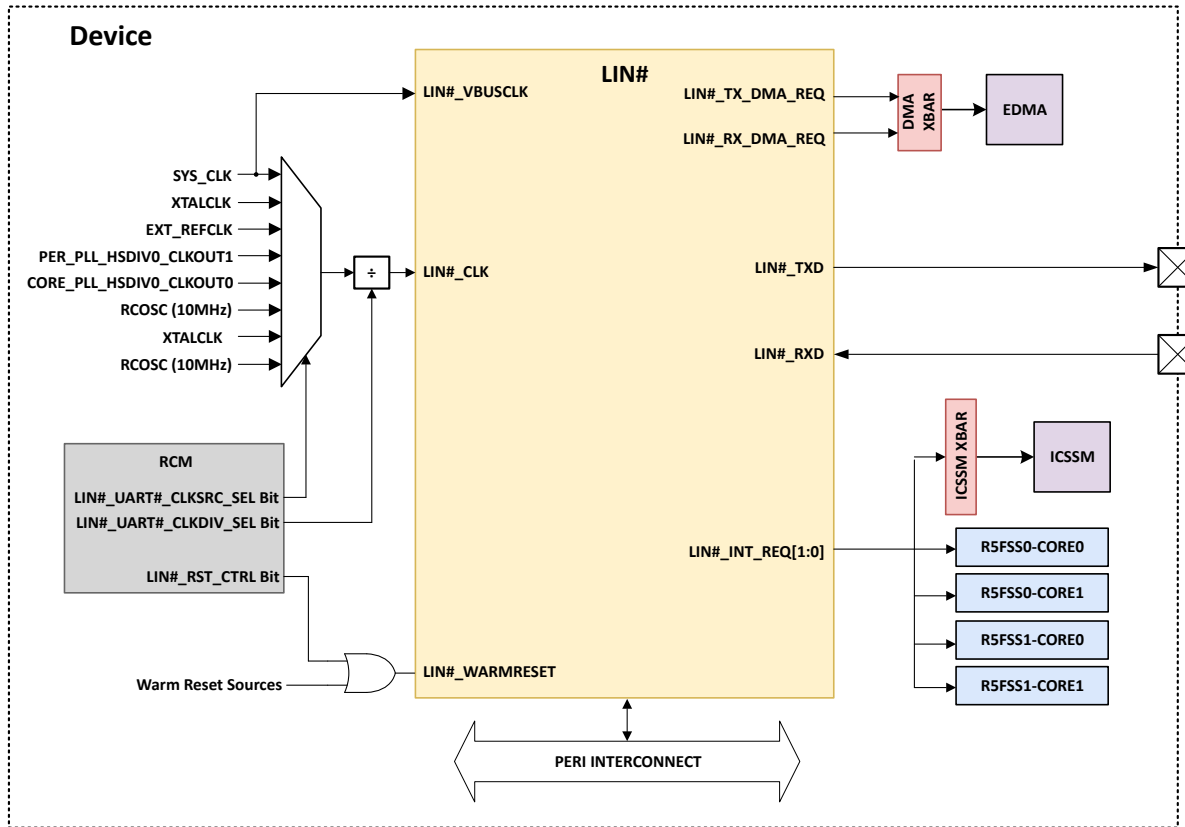 Device
LIN#
LIN#_VBUSCLK
LIN#_TX_DMA_REQ
LIN#_RX_DMA_REQ
DMA
XBAR
EDMA
SYS_CLK
XTALCLK
EXT_REFCLK
PER_PLL_HSDIV0_CLKOUT1
CORE_PLL_HSDIV0_CLKOUT0
RCOSC (10MHz)
XTALCLK
RCOSC (10MHz)
÷
LIN#_CLK
LIN#_TXD
LIN#_RXD
RCM
LIN#_UART#_CLKSRC_SEL Bit
LIN#_UART#_CLKDIV_SEL Bit
LIN#_RST_CTRL Bit
Warm Reset Sources
LIN#_WARMRESET
ICSSM XBAR
ICSSM
LIN#_INT_REQ[1:0]
R5FSS0-CORE0
R5FSS0-CORE1
R5FSS1-CORE0
R5FSS1-CORE1
PERI INTERCONNECT